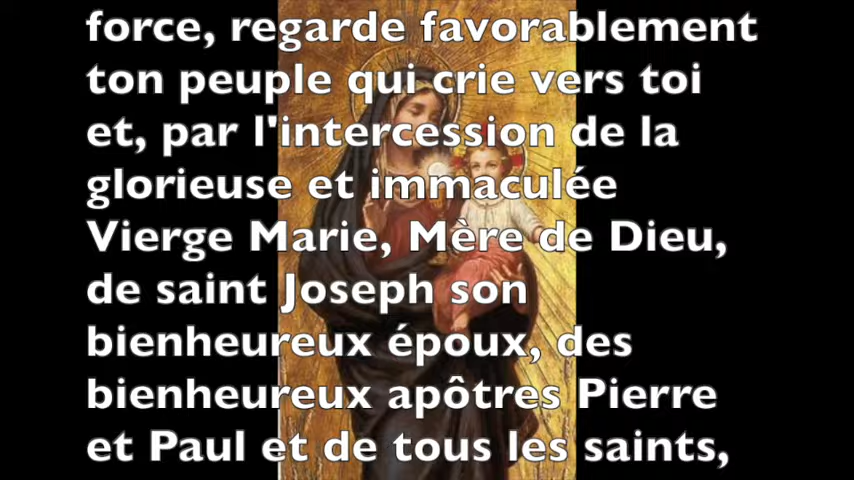 force, regarde favorablement
ton peuple qui crie vers toi
et, par l'intercession de la
glorieuse et immaculée
Vierge Marie, Mère de Dieu,
de saint Joseph son
bienheureux époux, des
bienheureux apôtres Pierre
et Paul et de tous les saints,